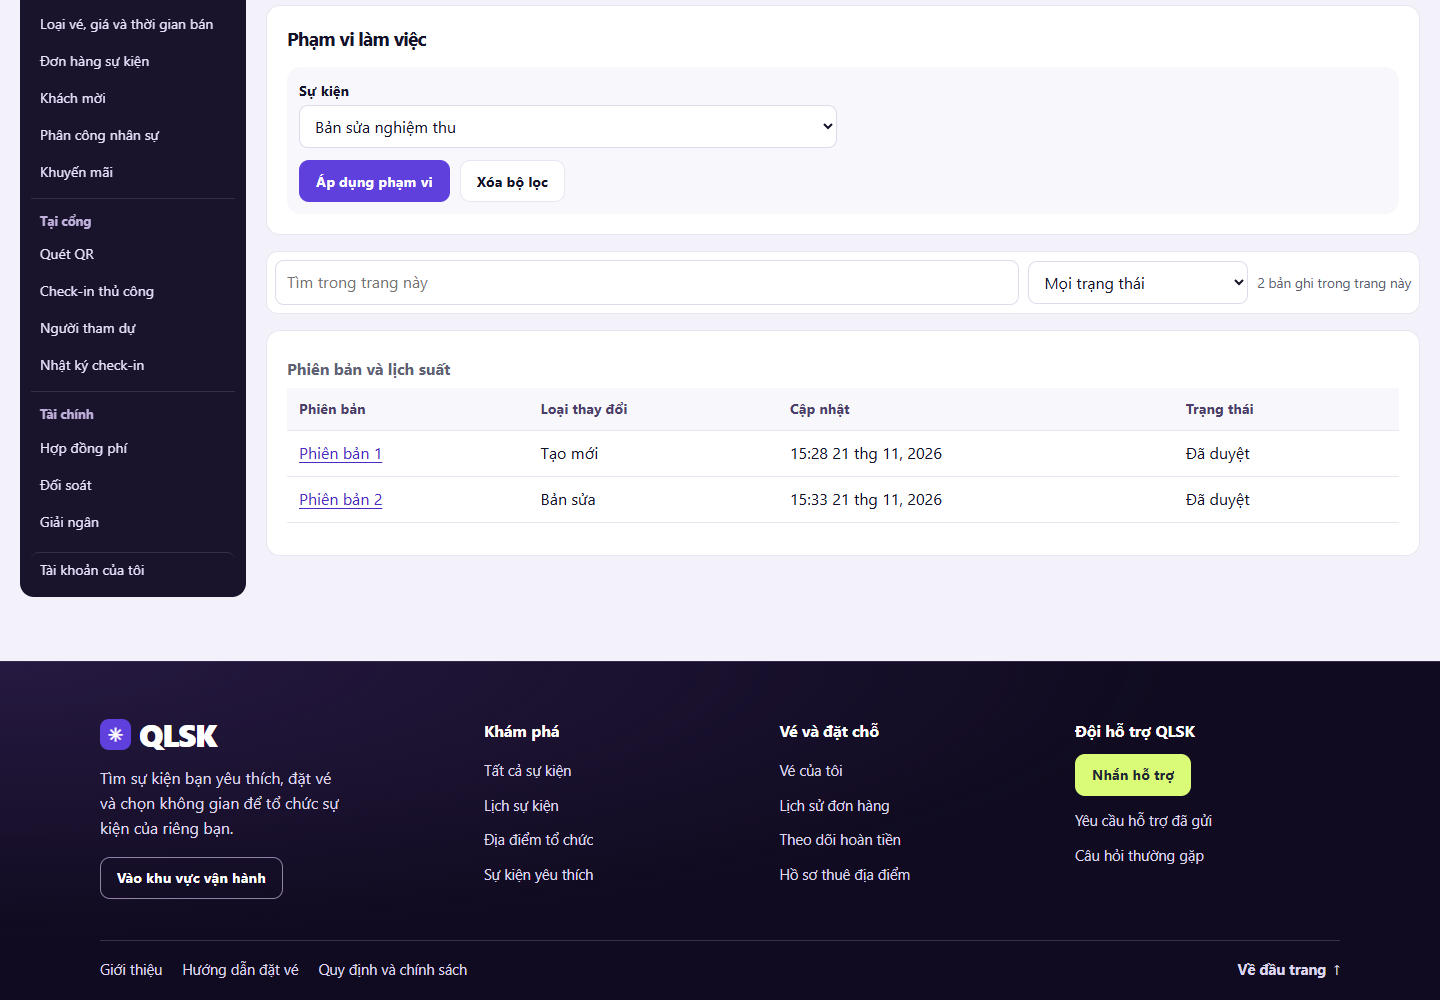 Loại vé, giá và thời gian bán
Đơn hàng sự kiện
Khách mời
Phân công nhân sự
Khuyến mãi
Tại cổng
Quét QR
Check-in thủ công
Người tham dự
Nhật ký check-in
Tài chính
Hợp đồng phí
Đối soát
Giải ngân
Tài khoản của tôi
Phạm vi làm việc
Sự kiện
Bản sửa nghiệm thu
Áp dụng phạm vi
Xóa bộ lọc
Tìm trong trang này
Mọi trạng thái
2 bản ghi trong trang này
Phiên bản và lịch suất
Phiên bản Loại thay đổi Cập nhật Trạng thái
Phiên bản 1 Tạo mới 15:28 21 thg 11, 2026 Đã duyệt
Phiên bản 2 Bản sửa 15:33 21 thg 11, 2026 Đã duyệt
QLSK
Tìm sự kiện bạn yêu thích, đặt vé
và chọn không gian để tổ chức sự
kiện của riêng bạn.
Vào khu vực vận hành
Khám phá
Tất cả sự kiện
Lịch sự kiện
Địa điểm tổ chức
Sự kiện yêu thích
Vé và đặt chỗ
Vé của tôi
Lịch sử đơn hàng
Theo dõi hoàn tiền
Hồ sơ thuê địa điểm
Đội hỗ trợ QLSK
Nhắn hỗ trợ
Yêu cầu hỗ trợ đã gửi
Câu hỏi thường gặp
Giới thiệu Hướng dẫn đặt vé Quy định và chính sách
Về đầu trang ↑